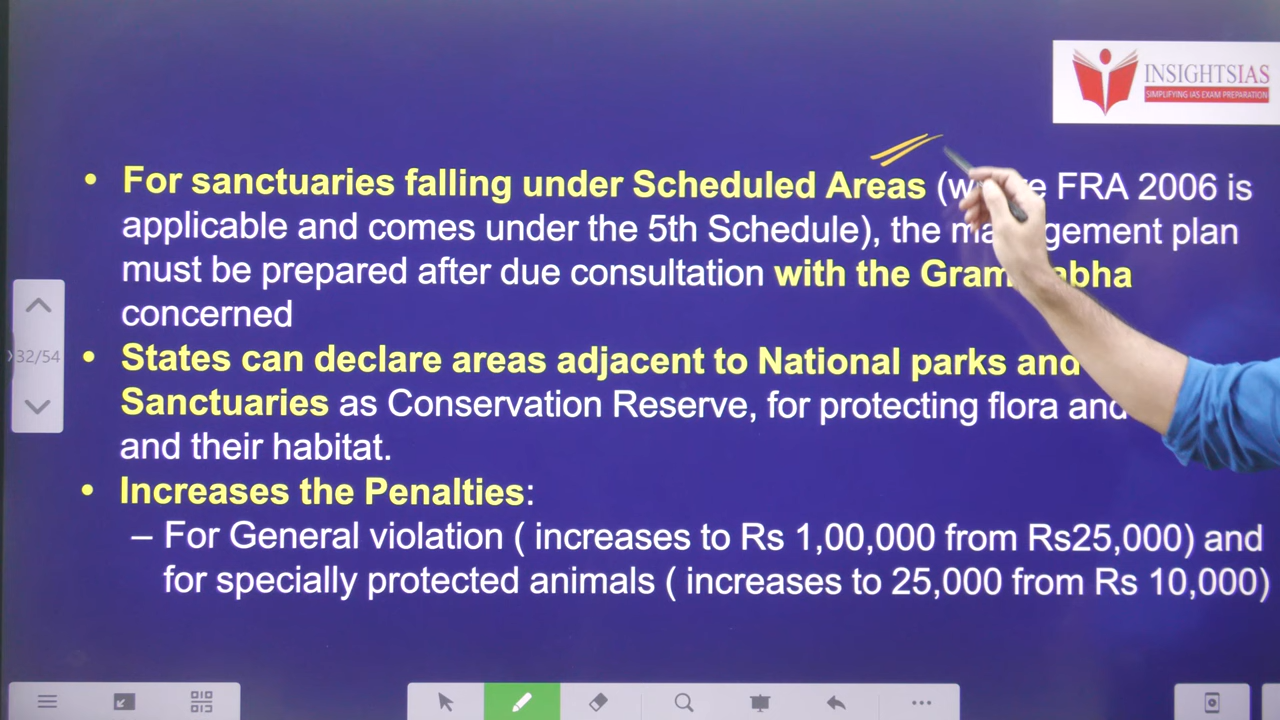 INSIGHTSIAS
SIMPLIFYING IAS EXAM PREPARATION
• For sanctuaries falling under Scheduled Areas (where FRA 2006 is
applicable and comes under the 5th Schedule), the management plan
must be prepared after due consultation with the Gram Sabha
concerned
32/54
• States can declare areas adjacent to National parks and
Sanctuaries as Conservation Reserve, for protecting flora and
and their habitat.
• Increases the Penalties:
– For General violation ( increases to Rs 1,00,000 from Rs25,000) and
for specially protected animals ( increases to 25,000 from Rs 10,000)